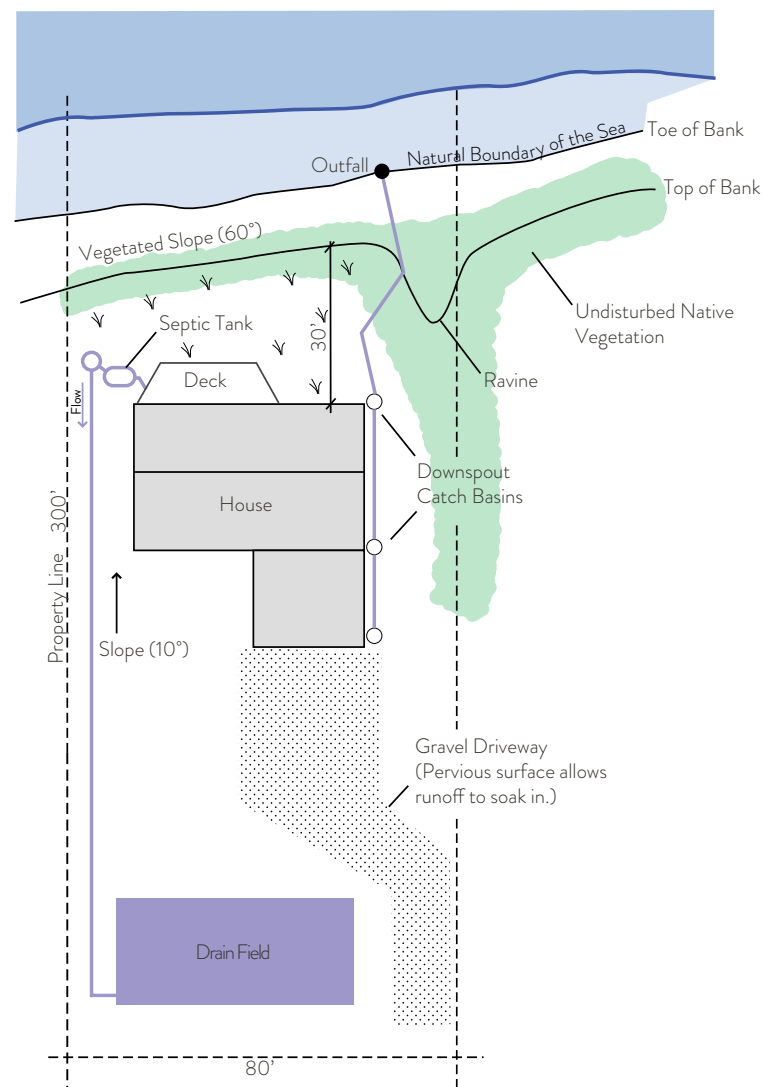 Toe of Bank
Natural Boundary of the Sea
Outfall
Top of Bank
Vegetated Slope (60°)
Undisturbed Native
Vegetation
Septic Tank
30'
Deck
Ravine
Flow
Downspout
Catch Basins
House
Property Line 300'
Slope (10°)
Gravel Driveway
(Pervious surface allows
runoff to soak in.)
Drain Field
80'